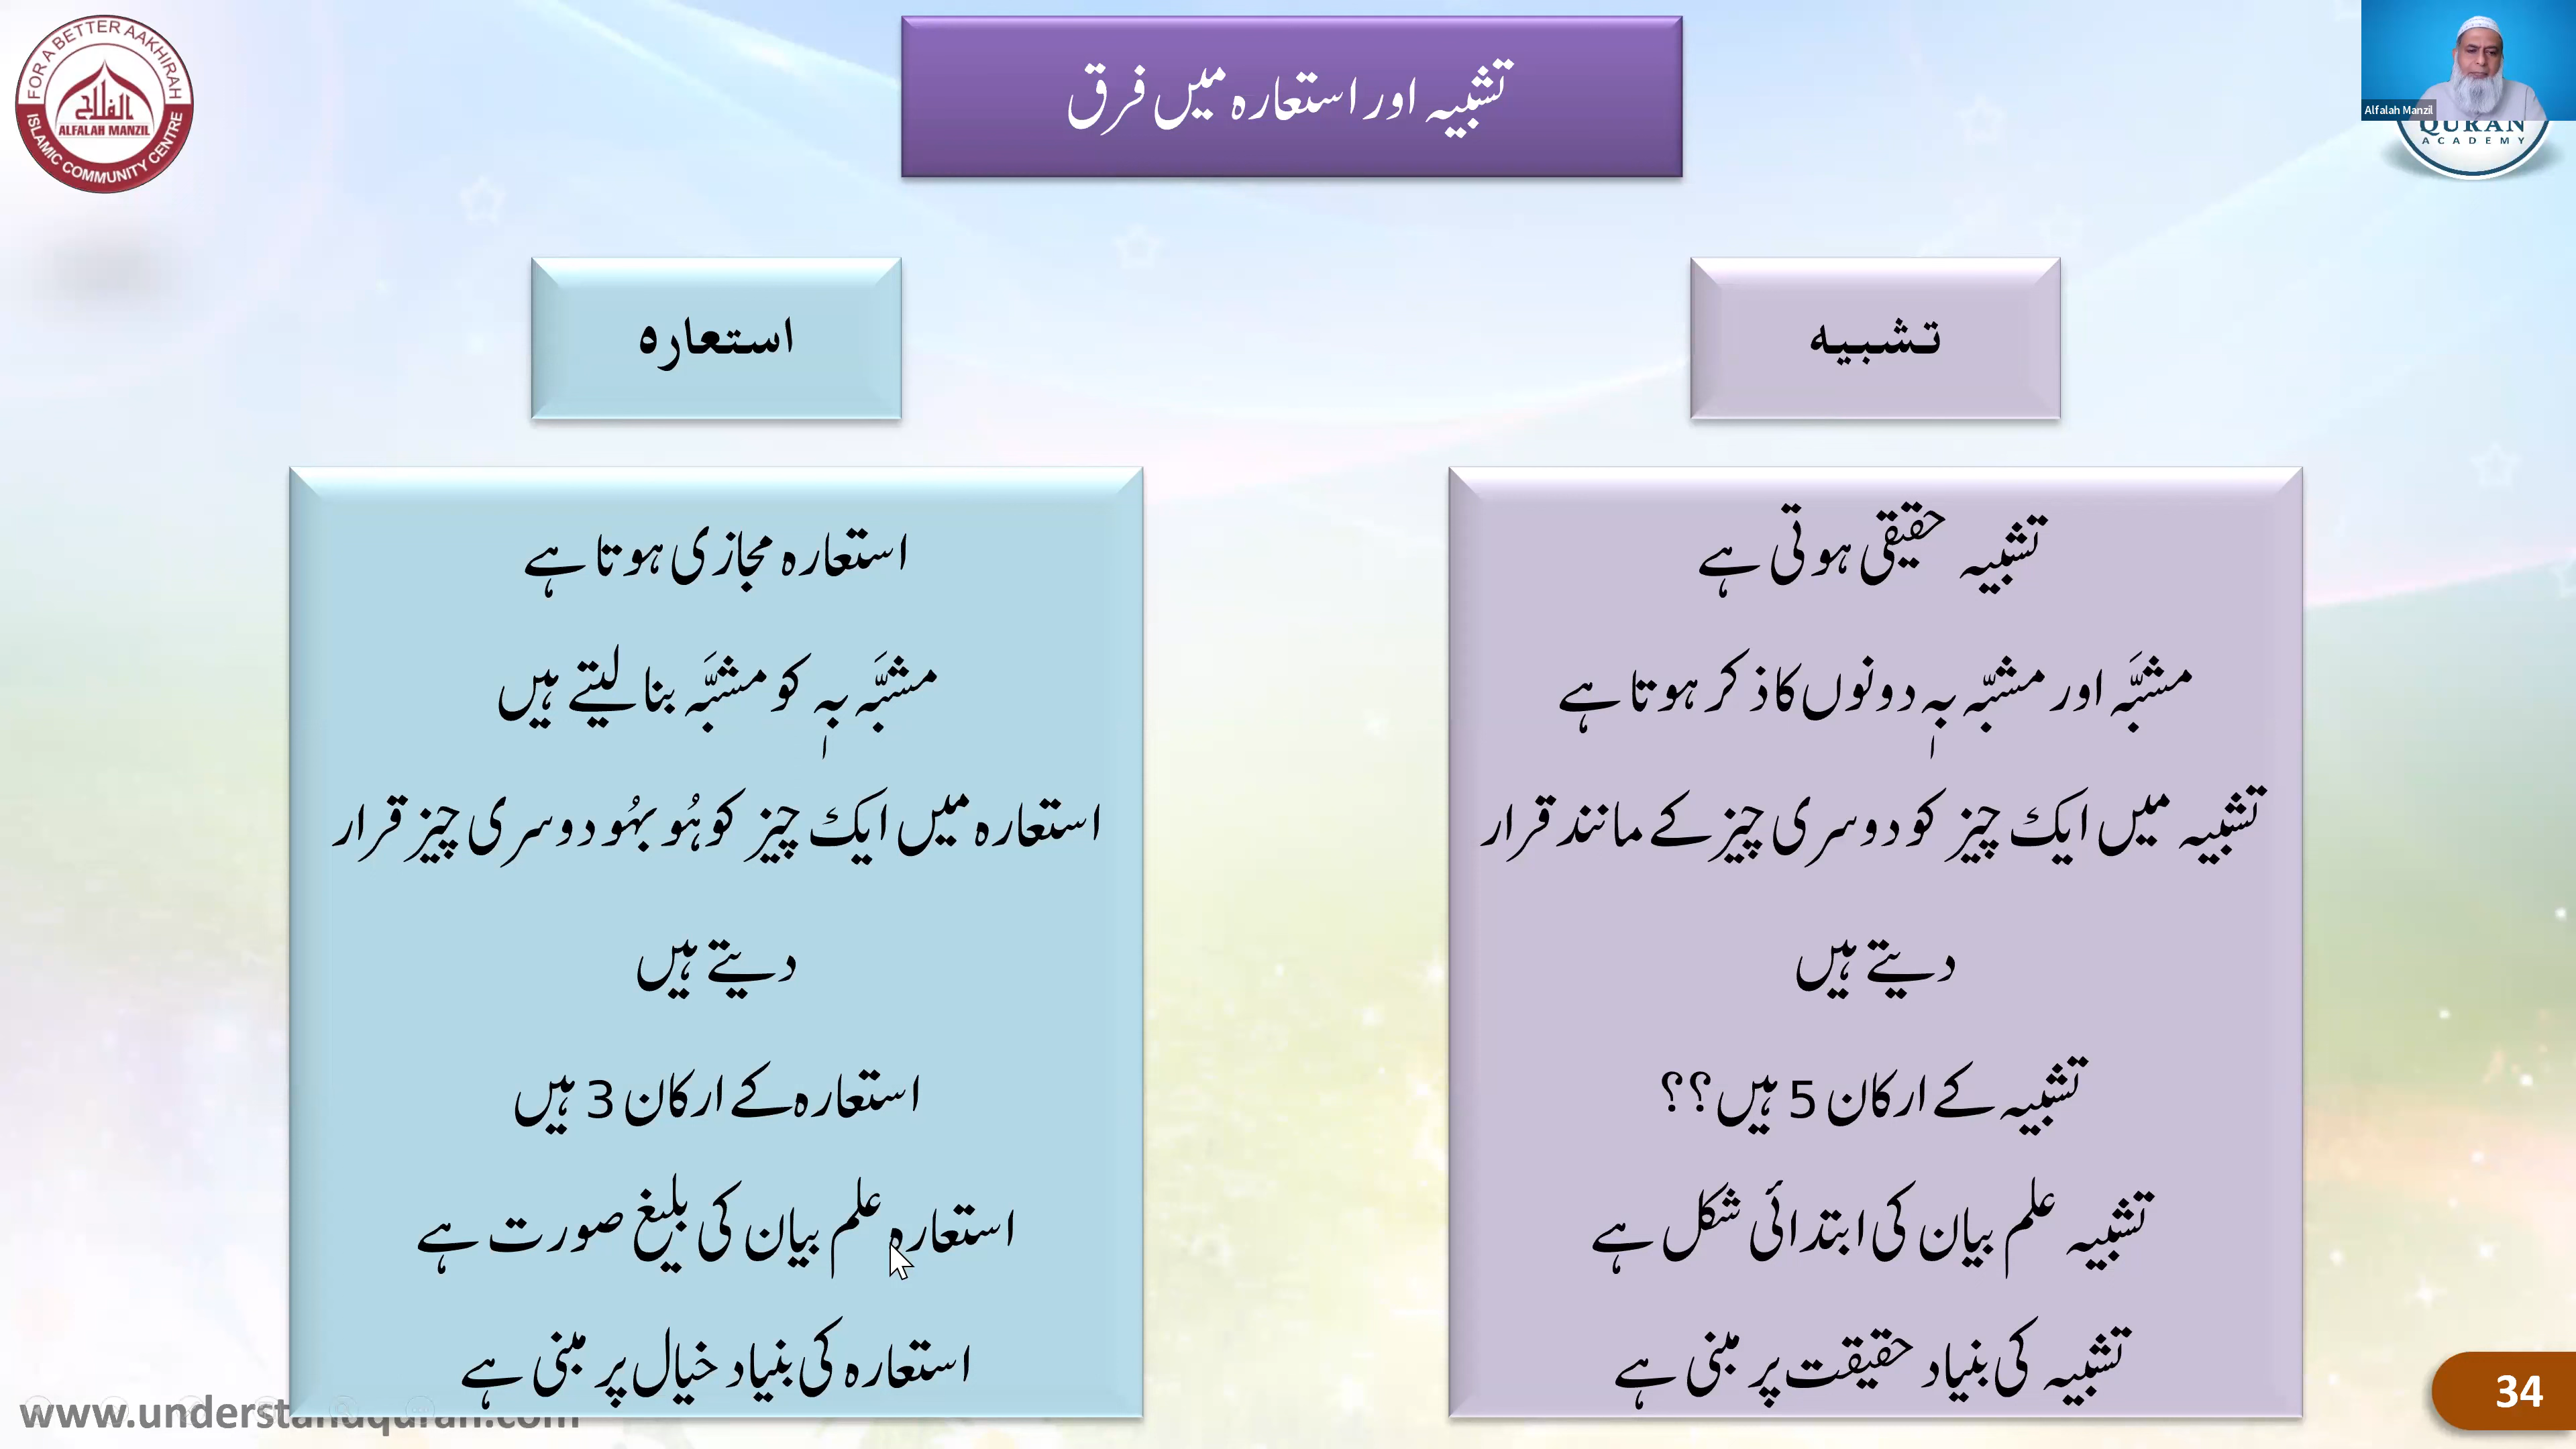 FOR A BETTER AAKHIRAH
الفلاح
ALFALAH MANZIL
ISLAMIC COMMUNITY CENTRE
تشبیہ اور استعارہ میں فرق
Alfalah Manzil
QURAN
ACADEMY
تشبیہ
تشبیہ حقیقی ہوتی ہے
مشبَّہ اور مشبّہ بہٖ دونوں کا ذکر ہوتا ہے
تشبیہ میں ایک چیز کو دوسری چیز کے مانند قرار
دیتے ہیں
تشبیہ کے ارکان 5 ہیں؟؟
تشبیہ علم بیان کی ابتدائی شکل ہے
تشبیہ کی بنیاد حقیقت پر مبنی ہے
استعارہ
استعارہ مجازی ہوتا ہے
مشبَّہ بہٖ کو مشبَّہ بنا لیتے ہیں
استعارہ میں ایک چیز کو ہُو بہُو دوسری چیز قرار
دیتے ہیں
استعارہ کے ارکان 3 ہیں
استعارہ علم بیان کی بلیغ صورت ہے
استعارہ کی بنیاد خیال پر مبنی ہے
www.understandquran.com
34